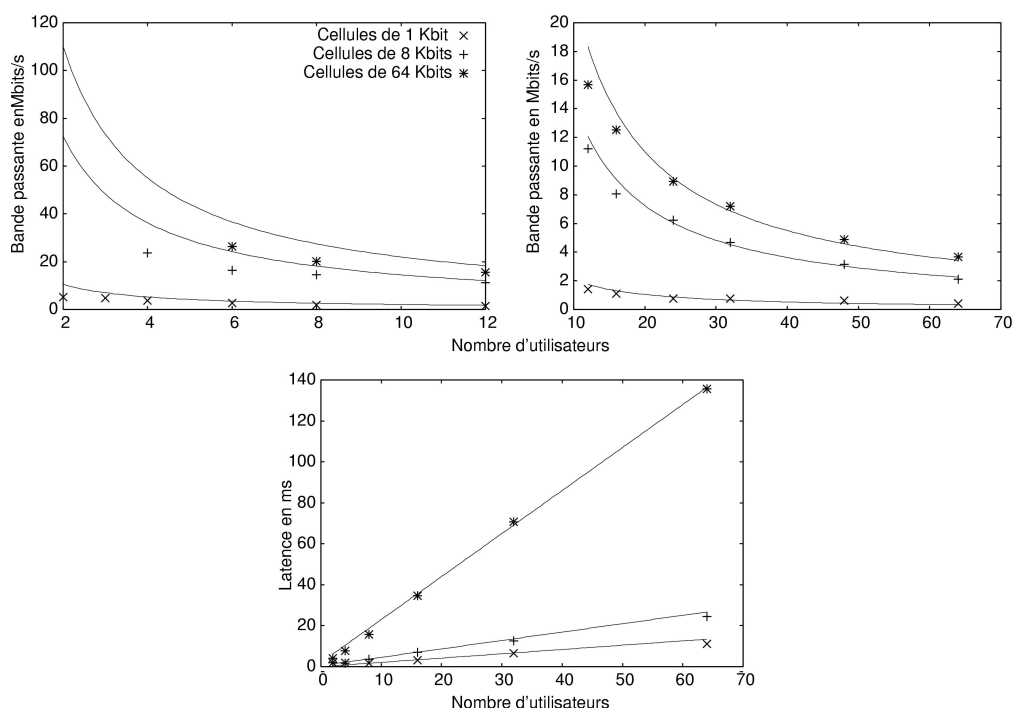 120
100
80
60
40
20
0
Bande passante enMbits/s
Cellules de 1 Kbit
Cellules de 8 Kbits
Cellules de 64 Kbits
2 4 6 8 10 12
20
18
16
14
12
10
8
6
4
2
0
Bande passante en Mbits/s
10 20 30 40 50 60 70
Nombre d'utilisateurs
140
120
100
80
60
40
20
0
Latence en ms
0 10 20 30 40 50 60 70
Nombre d'utilisateurs